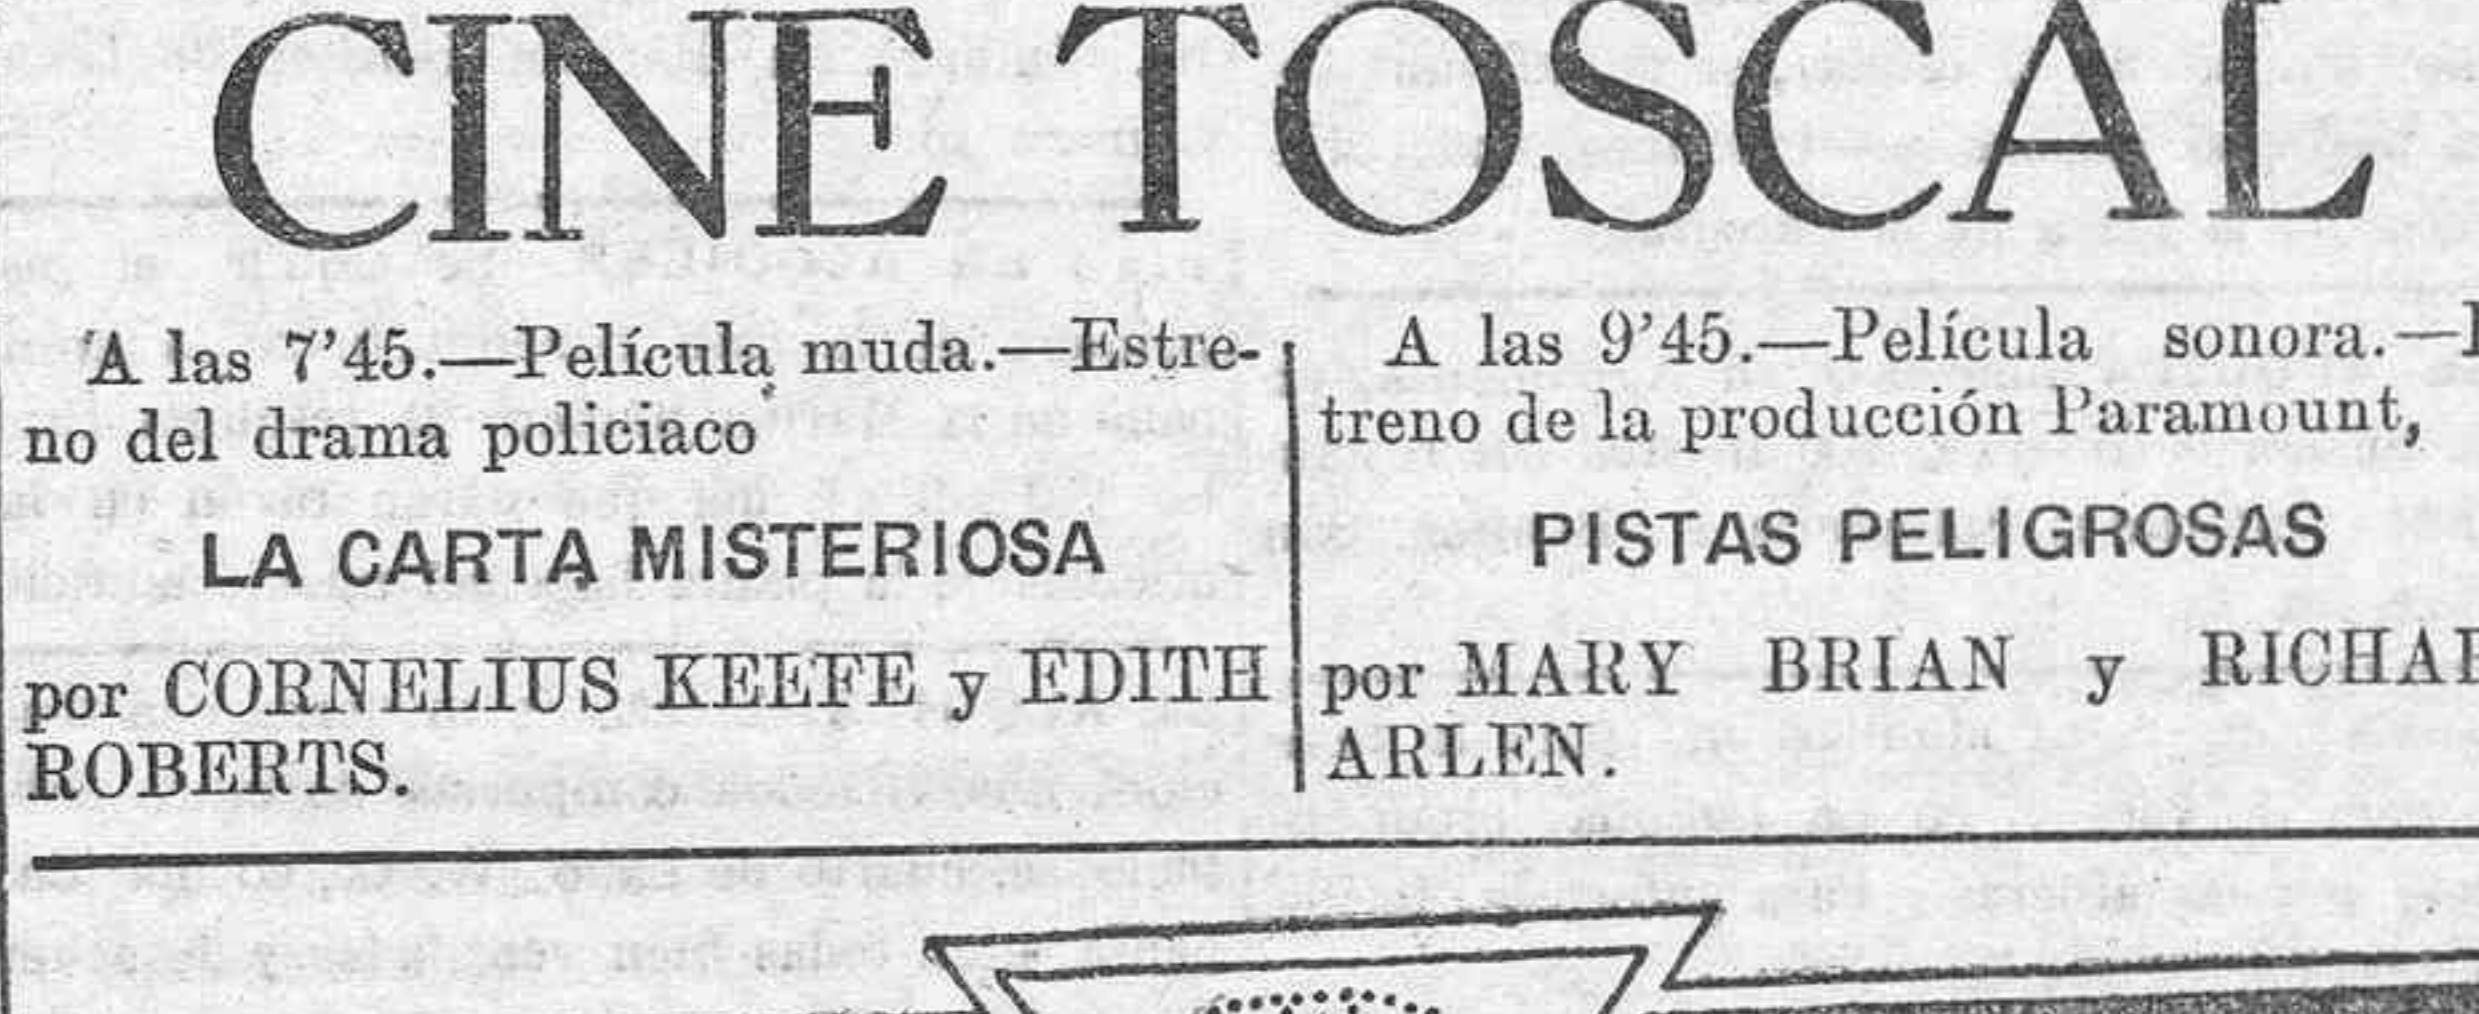 CINE TOSCAL
A las 7'45.—Película muda.—Estre-
no del drama policiaco
LA CARTA MISTERIOSA
por CORNELIUS KEEFE y EDITH
ROBERTS.
A las 9'45.—Película sonora.—
treno de la producción Paramount,
PISTAS PELIGROSAS
por MARY BRIAN y RICHAR
ARLEN.